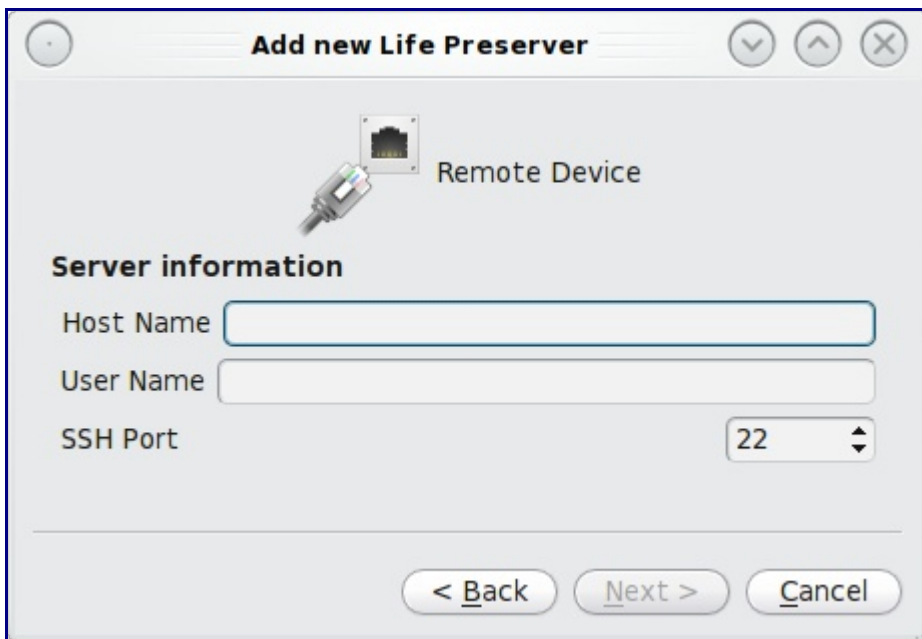 Add new Life Preserver
Remote Device
Server information
Host Name
User Name
SSH Port 22
< Back Next > Cancel